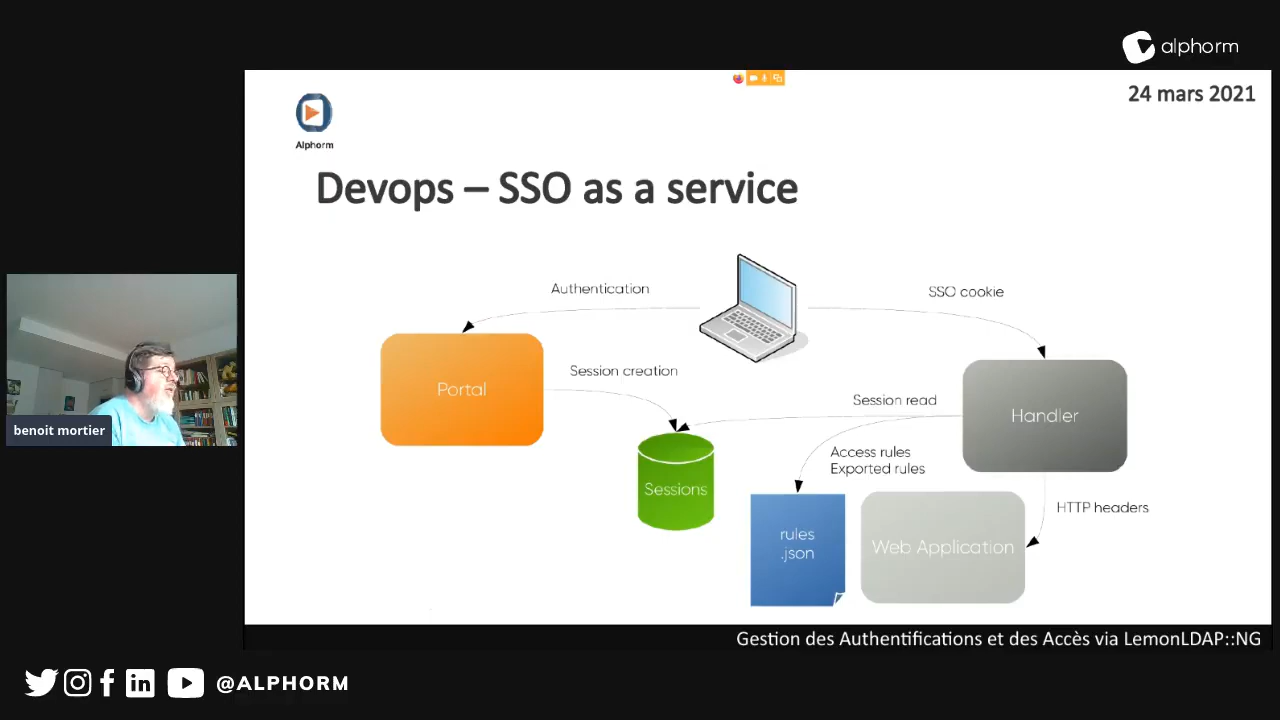 alphorm
24 mars 2021
Alphorm
Devops – SSO as a service
Authentication
SSO cookie
Portal
Session creation
Session read
Handler
Access rules
Exported rules
Sessions
rules
.json
Web Application
HTTP headers
benoit mortier
Gestion des Authentifications et des Accès via LemonLDAP::NG
@ALPHORM